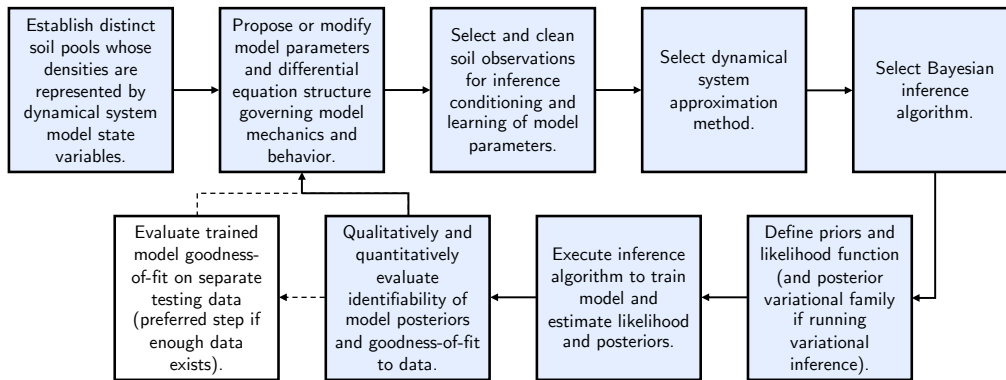 Establish distinct
soil pools whose
densities are
represented by
dynamical system
model state
variables.
Propose or modify
model parameters
and differential
equation structure
governing model
mechanics and
behavior.
Select and clean
soil observations
for inference
conditioning and
learning of model
parameters.
Select dynamical
system
approximation
method.
Select Bayesian
inference
algorithm.
Define priors and
likelihood function
(and posterior
variational family
if running
variational
inference).
Execute inference
algorithm to train
model and
estimate likelihood
and posteriors.
Qualitatively and
quantitatively
evaluate
identifiability of
model posteriors
and goodness-of-fit
to data.
Evaluate trained
model goodness-
of-fit on separate
testing data
(preferred step if
enough data
exists).